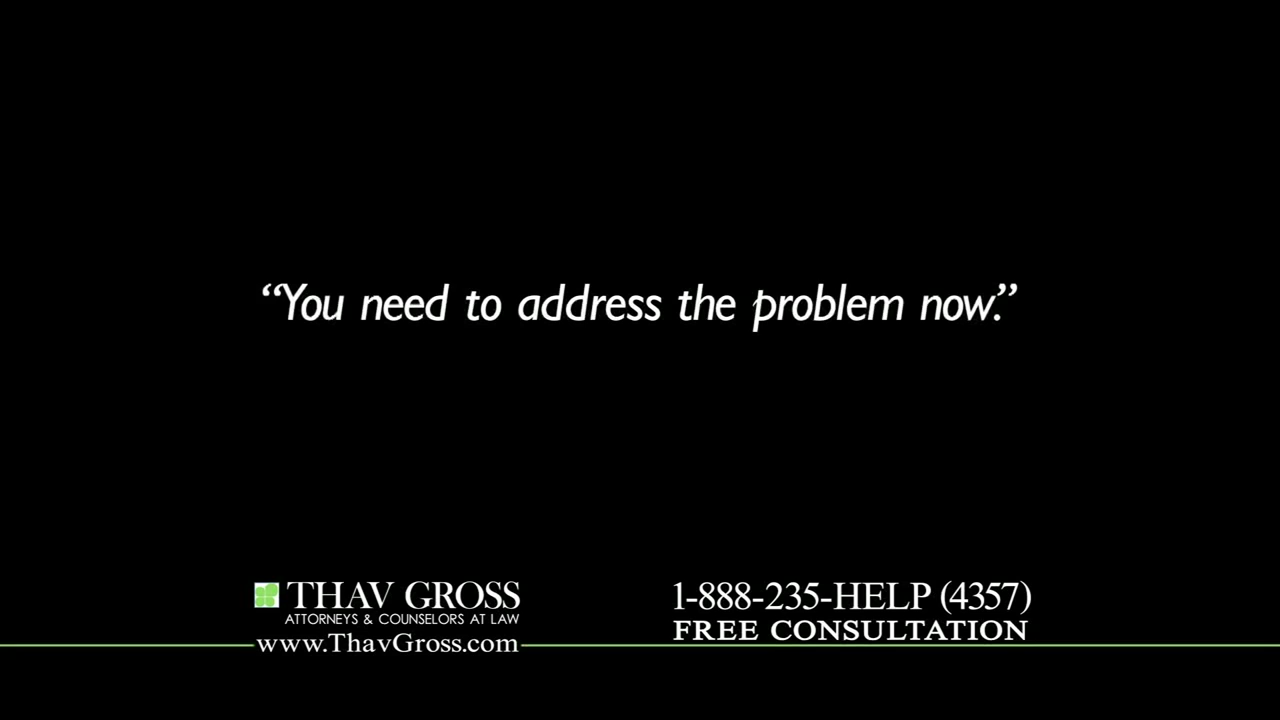 “You need to address the problem now.”
THAV GROSS
ATTORNEYS & COUNSELORS AT LAW
www.ThavGross.com
1-888-235-HELP (4357)
FREE CONSULTATION